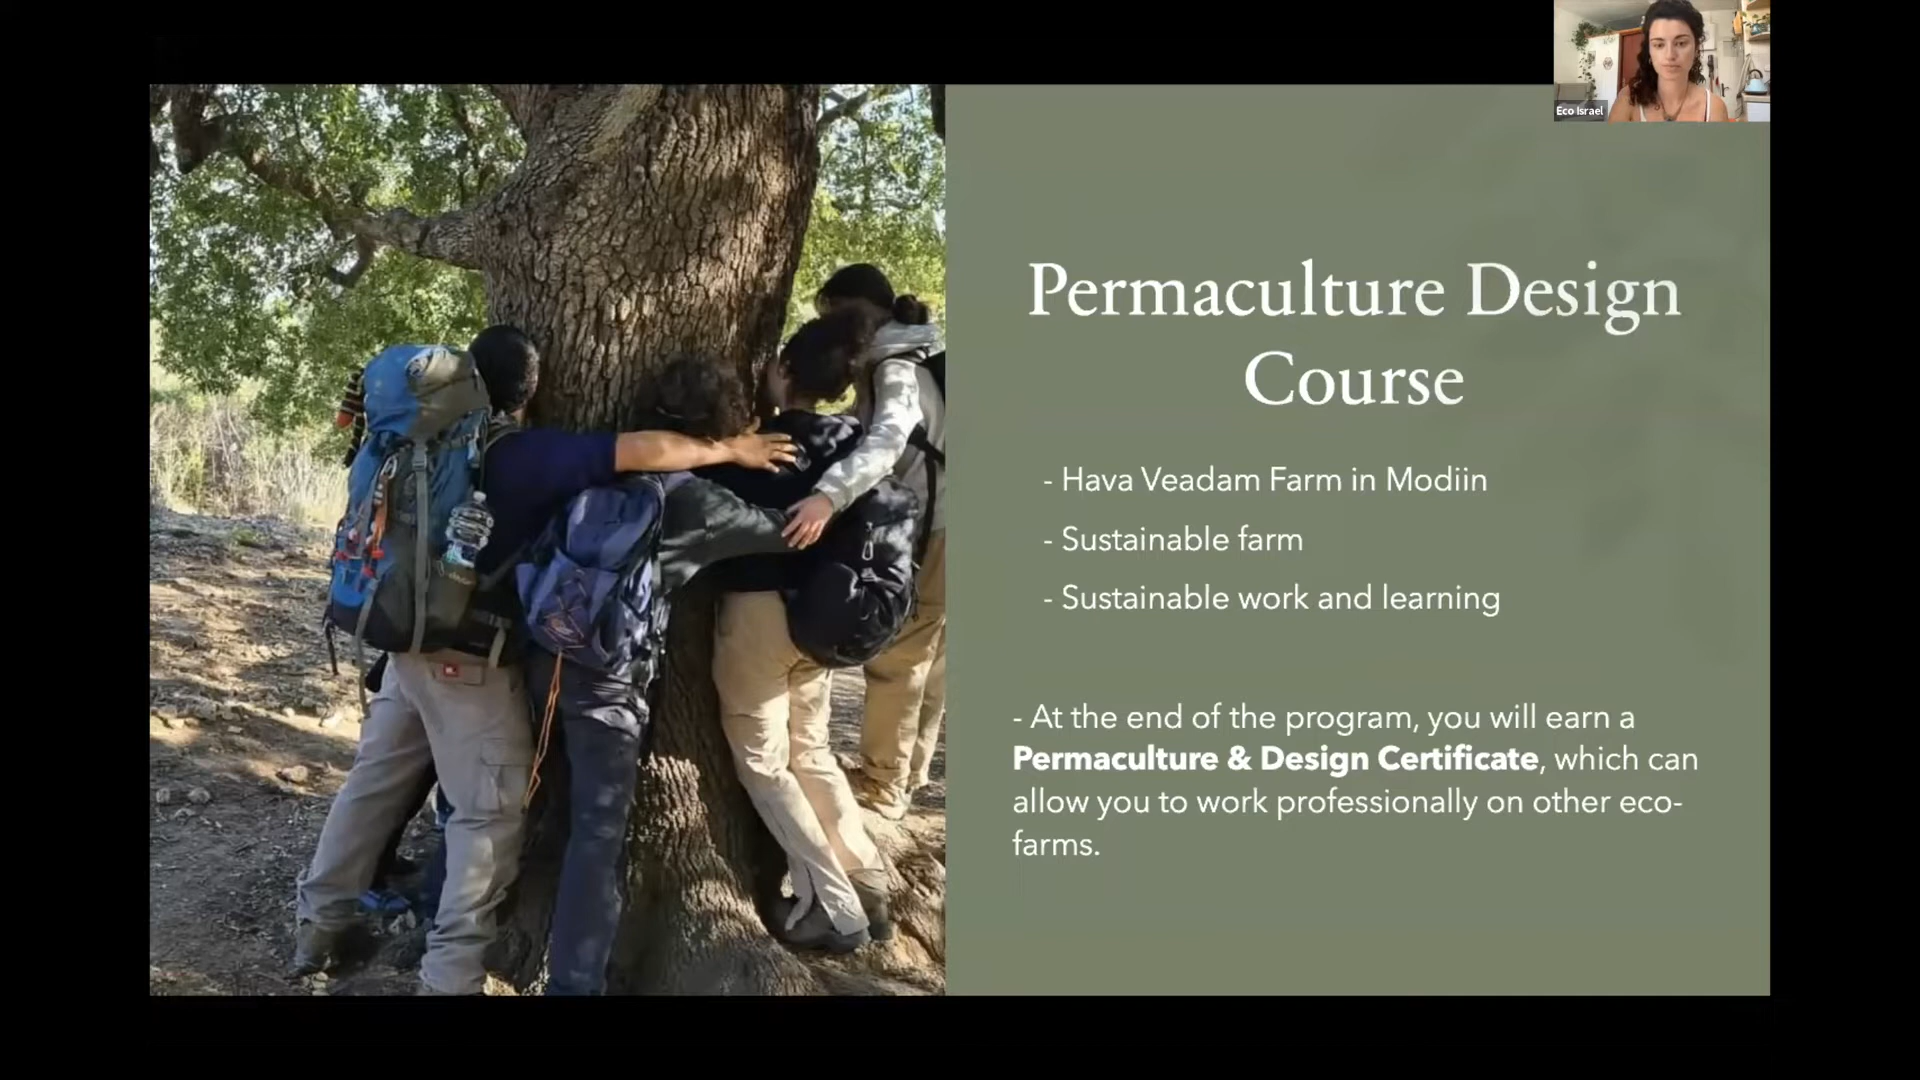 Eco Israel
Permaculture Design
Course
- Hava Veadam Farm in Modiin
- Sustainable farm
- Sustainable work and learning
- At the end of the program, you will earn a
Permaculture & Design Certificate, which can
allow you to work professionally on other eco-
farms.